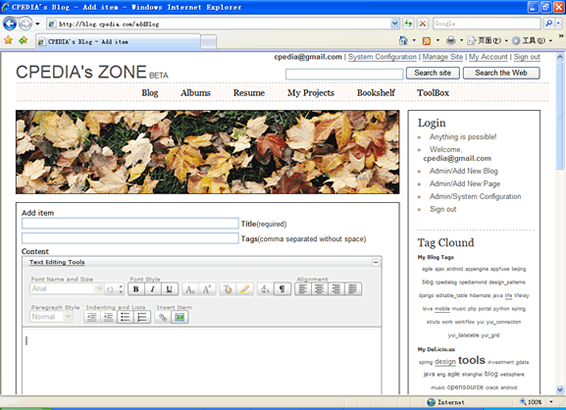 CPEDIA's Blog - Add item - Windows Internet Explorer
http://blog.cpedia.com/addBlog
Google
CPEDIA's Blog - Add item
页面(P)
工具(O)
cpedia@gmail.com | System Configuration | Manage Site | My Account | Sign out
CPEDIA's ZONE BETA
Search site
Search the Web
Blog Albums Resume My Projects Bookshelf ToolBox
Add item
Title(required)
Tags(comma separated without space)
Content
Text Editing Tools
Font Name and Size Font Style Alignment
Arial 13 B I U
Paragraph Style Indenting and Lists Insert Item
Normal
Login
Anything is possible!
Welcome,
cpedia@gmail.com
Admin/Add New Blog
Admin/Add New Page
Admin/System Configuration
Sign out
Tag Clound
My Blog Tags
agile ajax android appengine appfuse beijing
blog cpedialog cpediamond design_patterns
django editable_table hibernate java life liferay
love mobile music php portal python spring
struts work workflow yui yui_connection
yui_datatable yui_grid
My Del.icio.us
spring design tools investment gdata
java eng agile shanghai blog websphere
music opensource crack android
Internet
100%